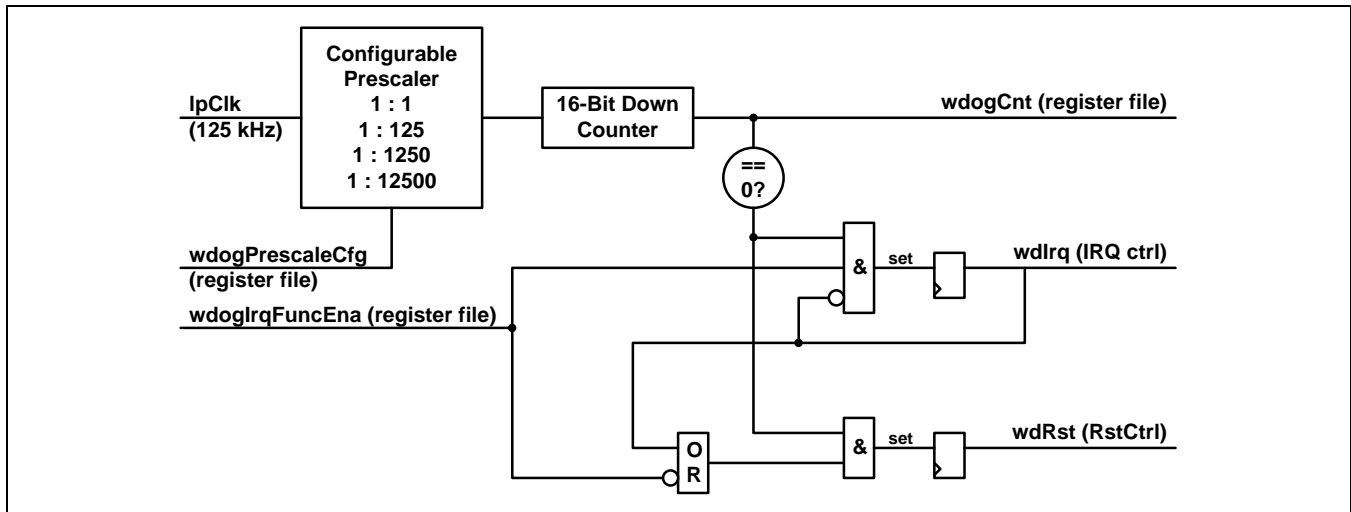 Configurable
Prescaler
1 : 1
1 : 125
1 : 1250
1 : 12500
lpClk
(125 kHz)
16-Bit Down
Counter
wdogCnt (register file)
==
0?
wdogPrescaleCfg
(register file)
wdogIrqFuncEna (register file)
&
set
wdIrq (IRQ ctrl)
O
R
&
set
wdRst (RstCtrl)